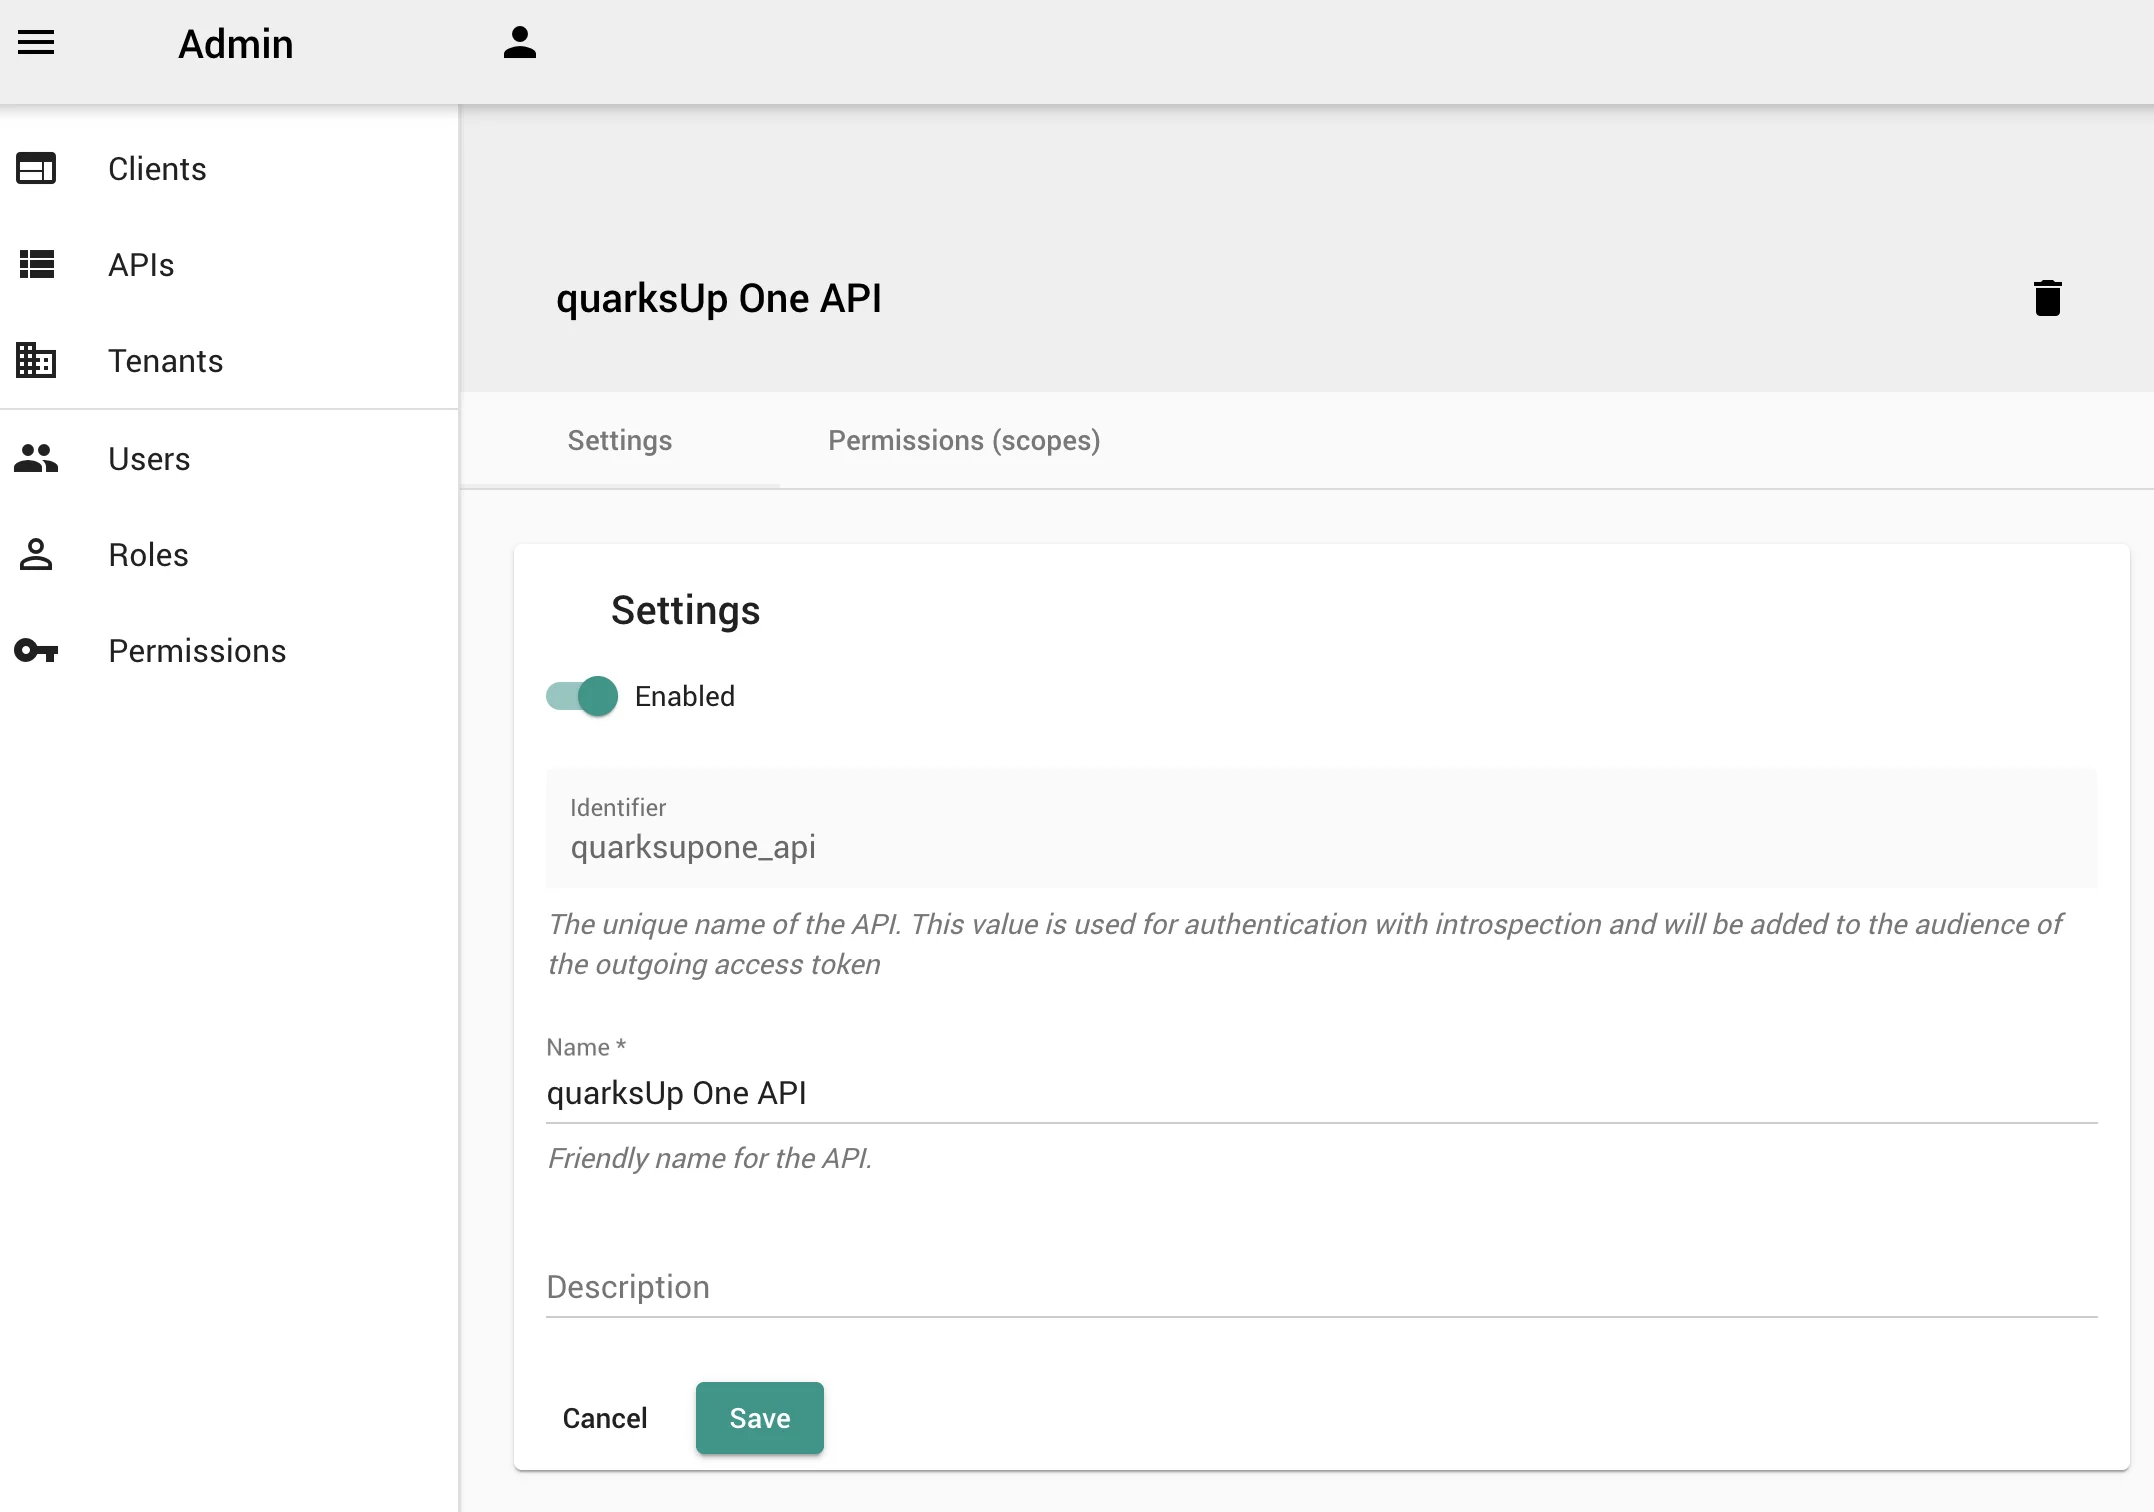 Admin
Clients
APIs
Tenants
Users
Roles
Permissions
quarksUp One API
Settings
Permissions (scopes)
Settings
Enabled
Identifier
quarksupone_api
The unique name of the API. This value is used for authentication with introspection and will be added to the audience of
the outgoing access token
Name *
quarksUp One API
Friendly name for the API.
Description
Cancel
Save